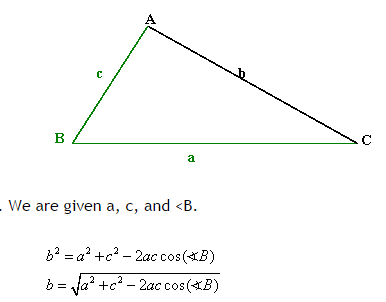 A
c
b
B
C
a
. We are given a, c, and <B.
b² = a² + c² − 2ac cos(∢B)
b = √(a² + c² − 2ac cos(∢B))